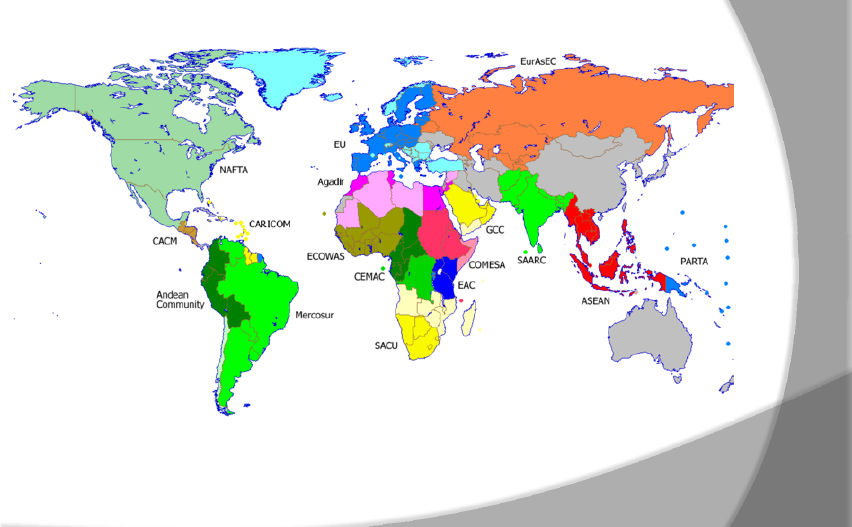 EurAsEC
EU
NAFTA
Agadir
CARICOM
CACM
GCC
ECOWAS
SAARC
PARTA
COMESA
CEMAC
EAC
Andean
Community
ASEAN
Mercosur
SACU